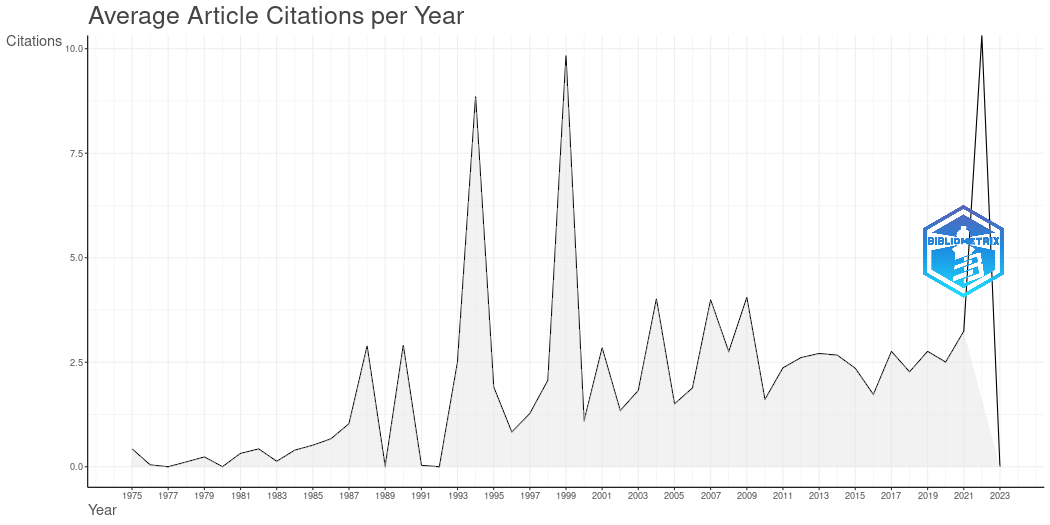 Average Article Citations per Year
Citations
10.0
7.5
5.0
2.5
0.0
BIBLIOMETRIX
1975 1977 1979 1981 1983 1985 1987 1989 1991 1993 1995 1997 1999 2001 2003 2005 2007 2009 2011 2013 2015 2017 2019 2021 2023
Year